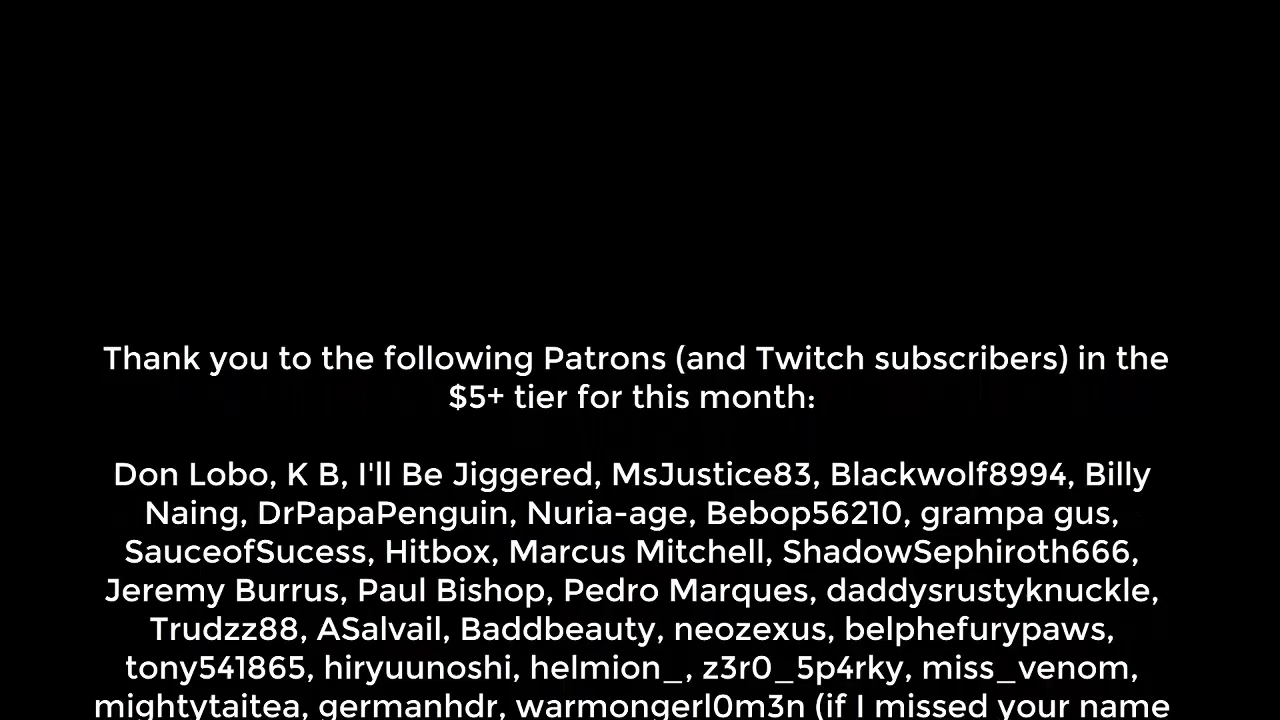 Thank you to the following Patrons (and Twitch subscribers) in the
$5+ tier for this month:
Don Lobo, K B, I'll Be Jiggered, MsJustice83, Blackwolf8994, Billy
Naing, DrPapaPenguin, Nuria-age, Bebop56210, grampa gus,
SauceofSucess, Hitbox, Marcus Mitchell, ShadowSephiroth666,
Jeremy Burrus, Paul Bishop, Pedro Marques, daddysrustyknuckle,
Trudzz88, ASalvail, Baddbeauty, neozexus, belphefurypaws,
tony541865, hiryuunoshi, helmion_, z3r0_5p4rky, miss_venom,
mightytaitea, germanhdr, warmongerl0m3n (if I missed your name